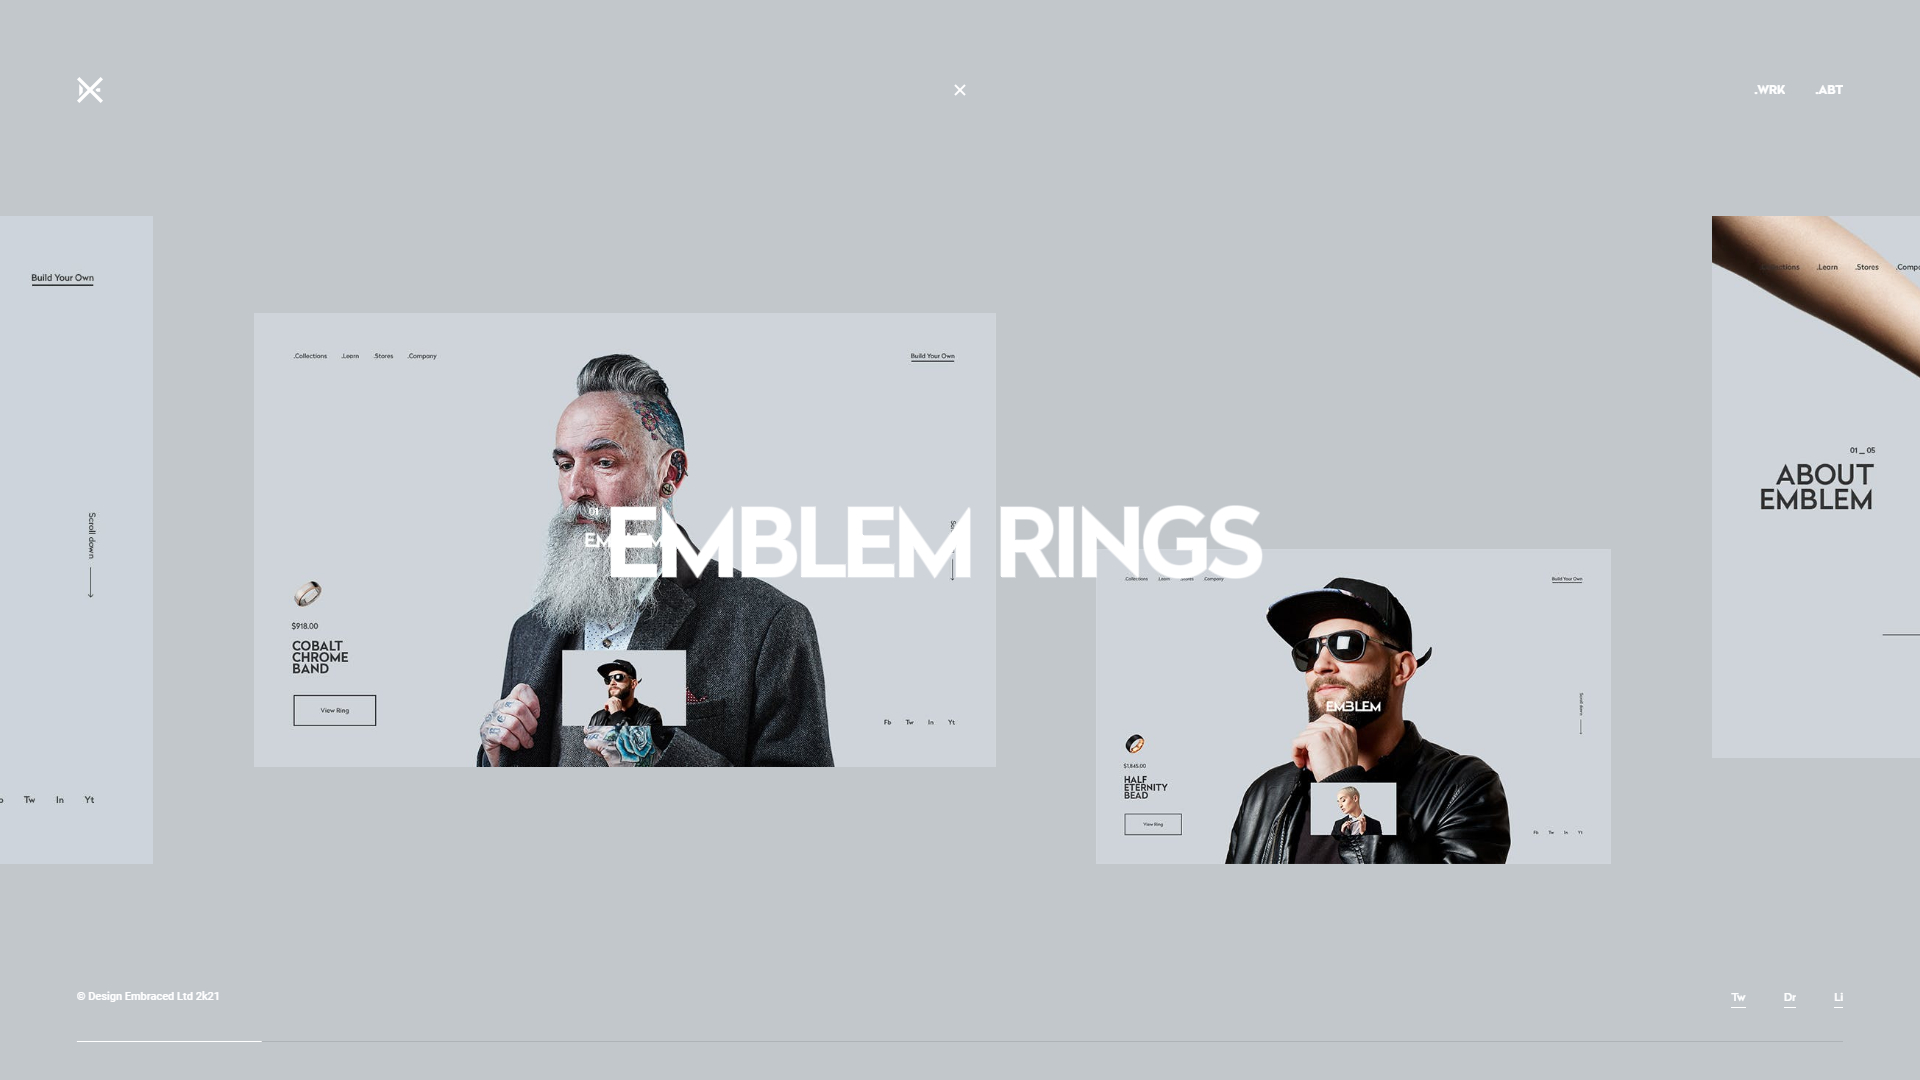 .WRK
.ABT
Build Your Own
Scroll down
Tw
In
Yt
.Collections
.Learn
.Stores
.Company
Build Your Own
01
EMBLEM RINGS
$918.00
COBALT
CHROME
BAND
View Ring
Fb
Tw
In
Yt
Collections
Learn
Stores
Company
Build Your Own
EMBLEM
Scroll down
$1,845.00
HALF
ETERNITY
BEAD
View Ring
Fb
Tw
In
Yt
.Learn
.Stores
01 _ 05
ABOUT
EMBLEM
© Design Embraced Ltd 2k21
Tw
Dr
Li